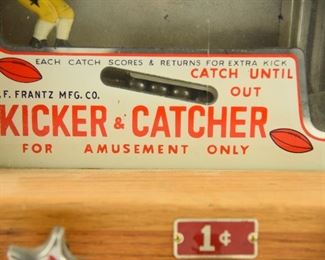 EACH CATCH SCORES & RETURNS FOR EXTRA KICK
CATCH UNTIL
OUT
F. FRANTZ MFG. CO.
KICKER & CATCHER
FOR AMUSEMENT ONLY
1¢